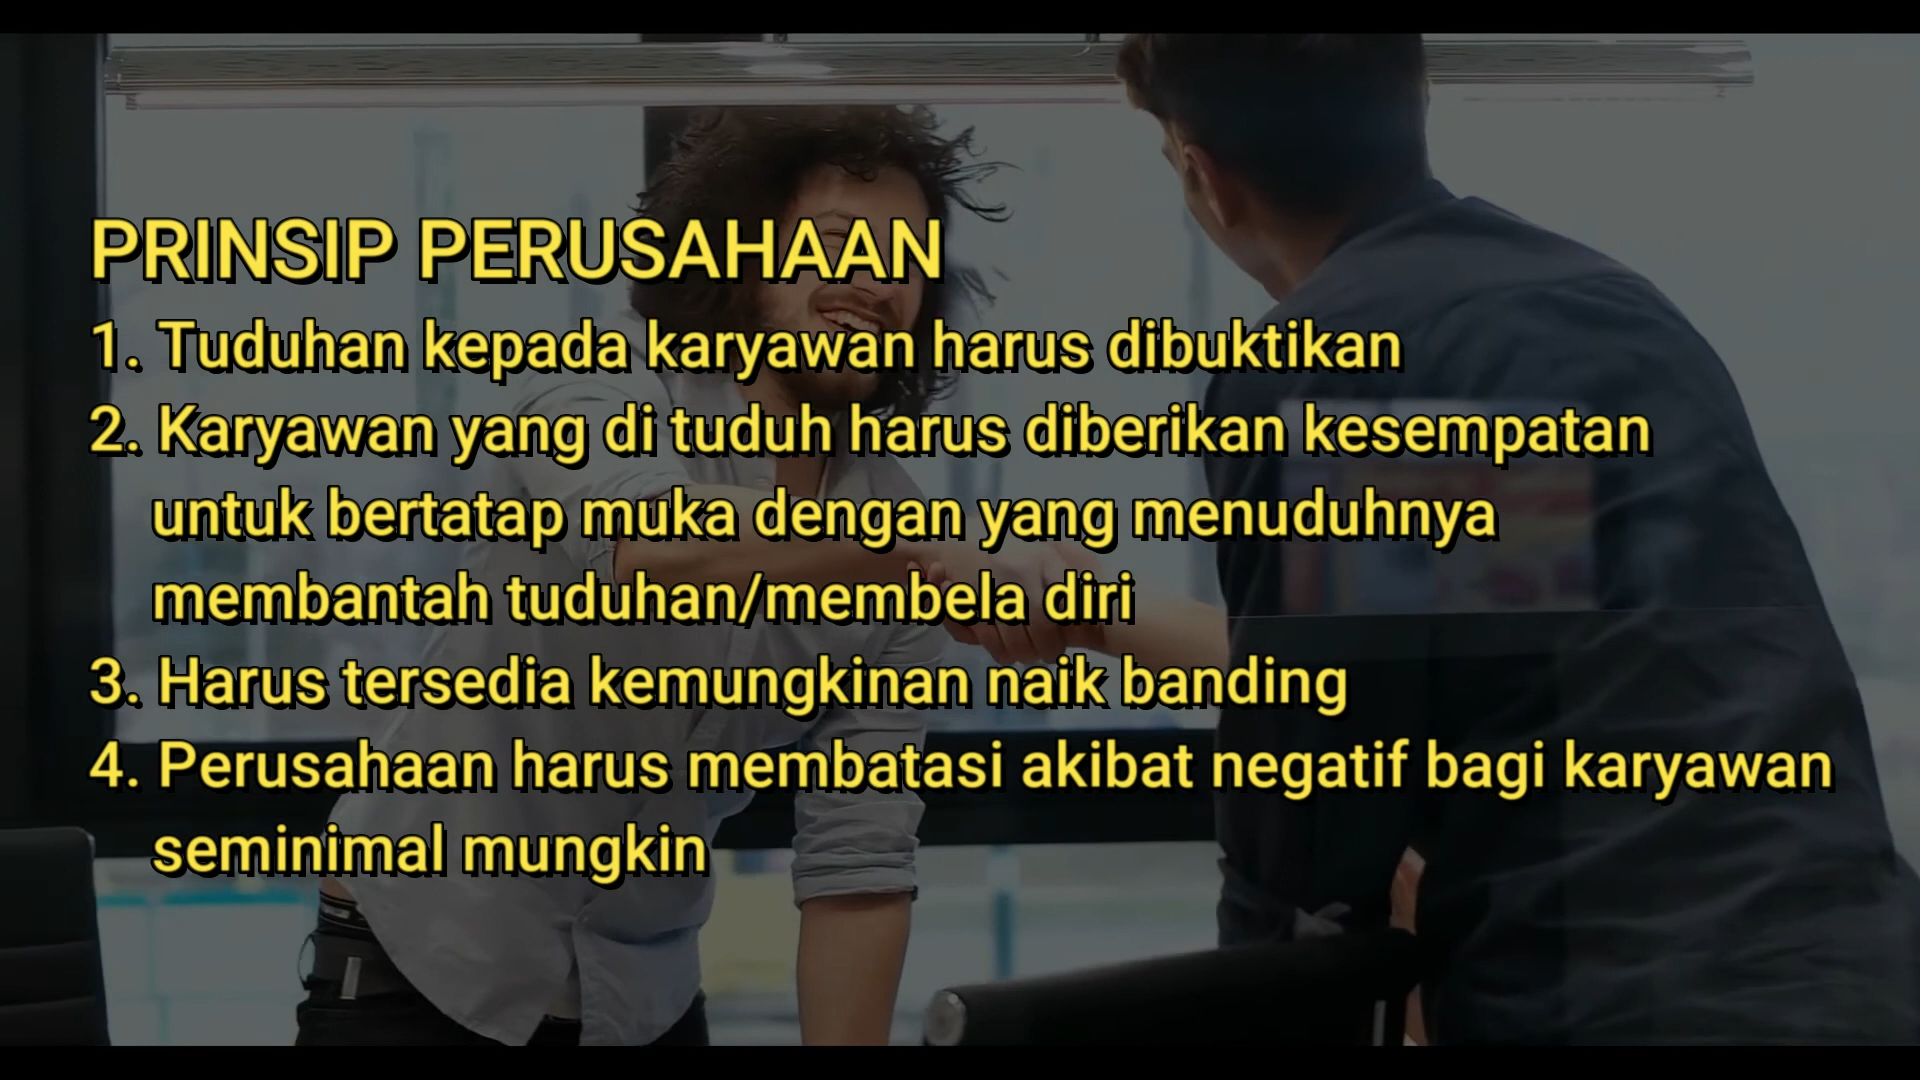 PRINSIP PERUSAHAAN
1. Tuduhan kepada karyawan harus dibuktikan
2. Karyawan yang di tuduh harus diberikan kesempatan
untuk bertatap muka dengan yang menuduhnya
membantah tuduhan/membela diri
3. Harus tersedia kemungkinan naik banding
4. Perusahaan harus membatasi akibat negatif bagi karyawan
seminimal mungkin